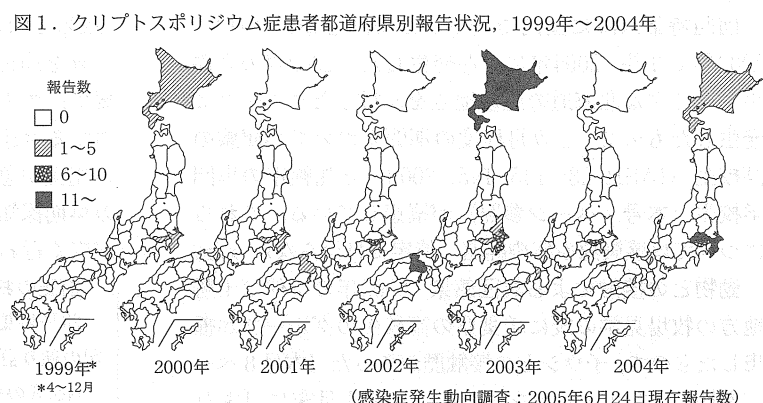 図1．クリプトスポリジウム症患者都道府県別報告状況，1999年～2004年
報告数
0
1～5
6～10
11～
1999年*
*4～12月
2000年
2001年
2002年
2003年
2004年
（感染症発生動向調査：2005年6月24日現在報告数）